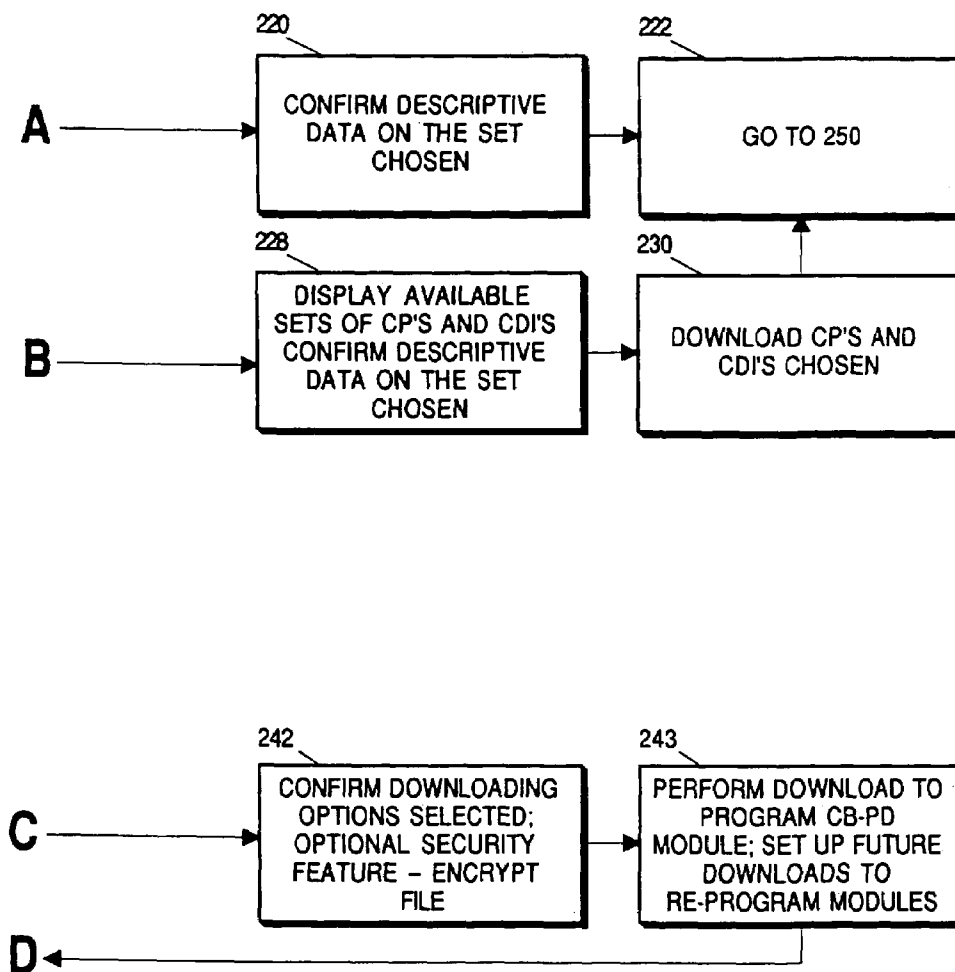 220
222
A
CONFIRM DESCRIPTIVE
DATA ON THE SET
CHOSEN
GO TO 250
228
230
B
DISPLAY AVAILABLE
SETS OF CP'S AND CDI'S
CONFIRM DESCRIPTIVE
DATA ON THE SET
CHOSEN
DOWNLOAD CP'S AND
CDI'S CHOSEN
242
243
C
CONFIRM DOWNLOADING
OPTIONS SELECTED;
OPTIONAL SECURITY
FEATURE – ENCRYPT
FILE
PERFORM DOWNLOAD TO
PROGRAM CB-PD
MODULE; SET UP FUTURE
DOWNLOADS TO
RE-PROGRAM MODULES
D